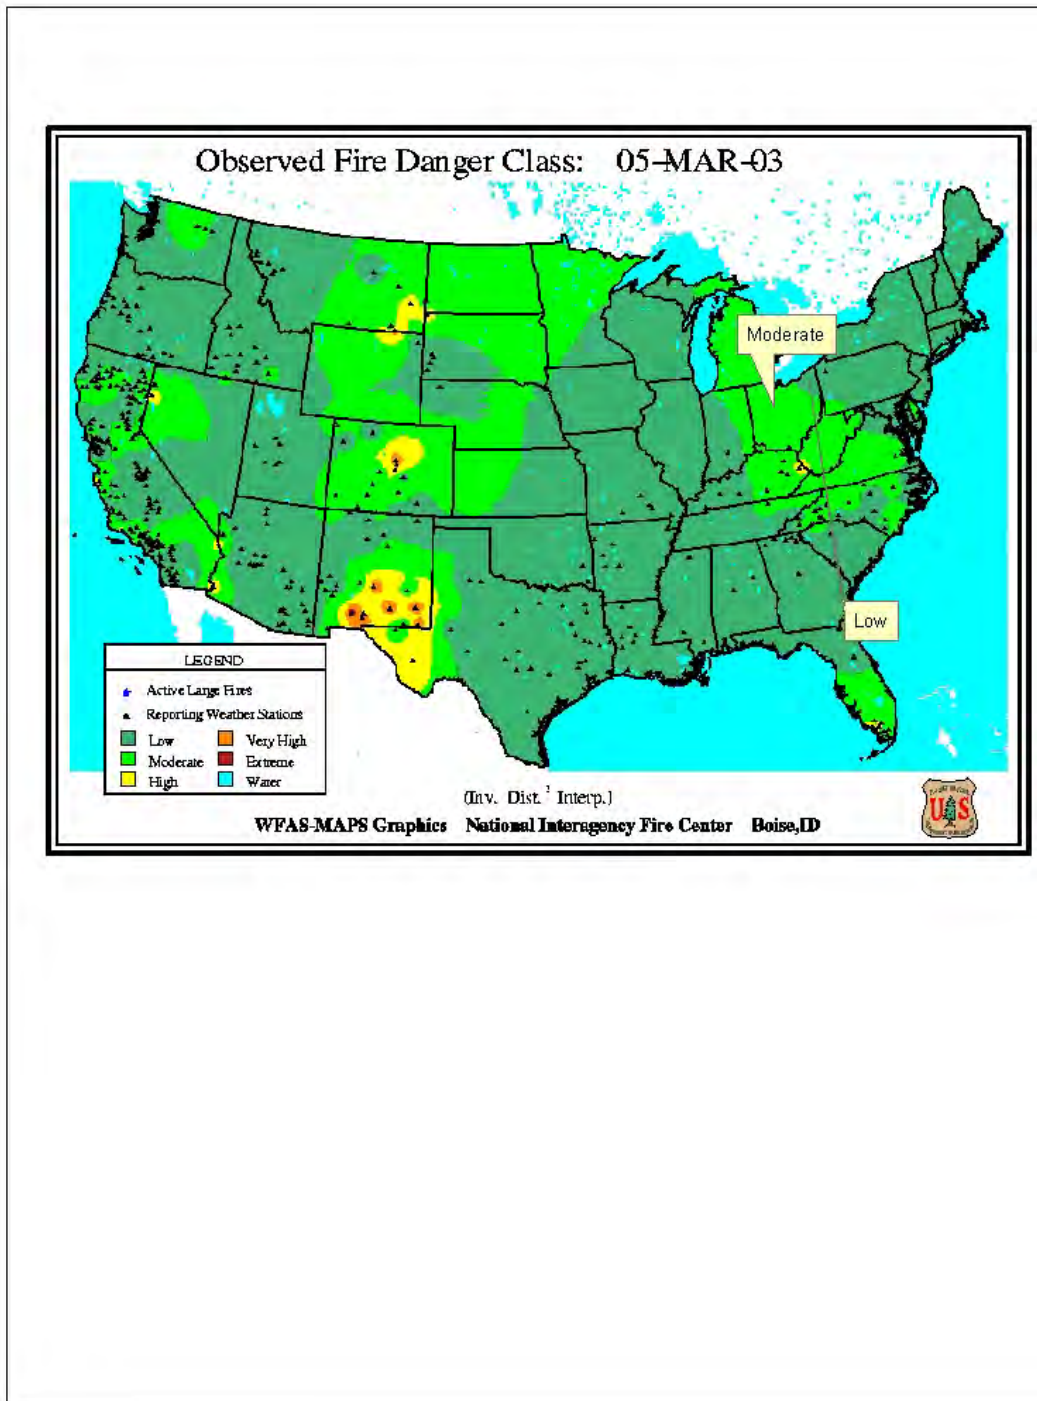 Observed Fire Danger Class: 05-MAR-03
Moderate
Low
LEGEND
Active Large Fires
Reporting Weather Stations
Low Very High
Moderate Extreme
High Water
(Inv. Dist.² Interp.)
WFAS-MAPS Graphics National Interagency Fire Center Boise,ID
US